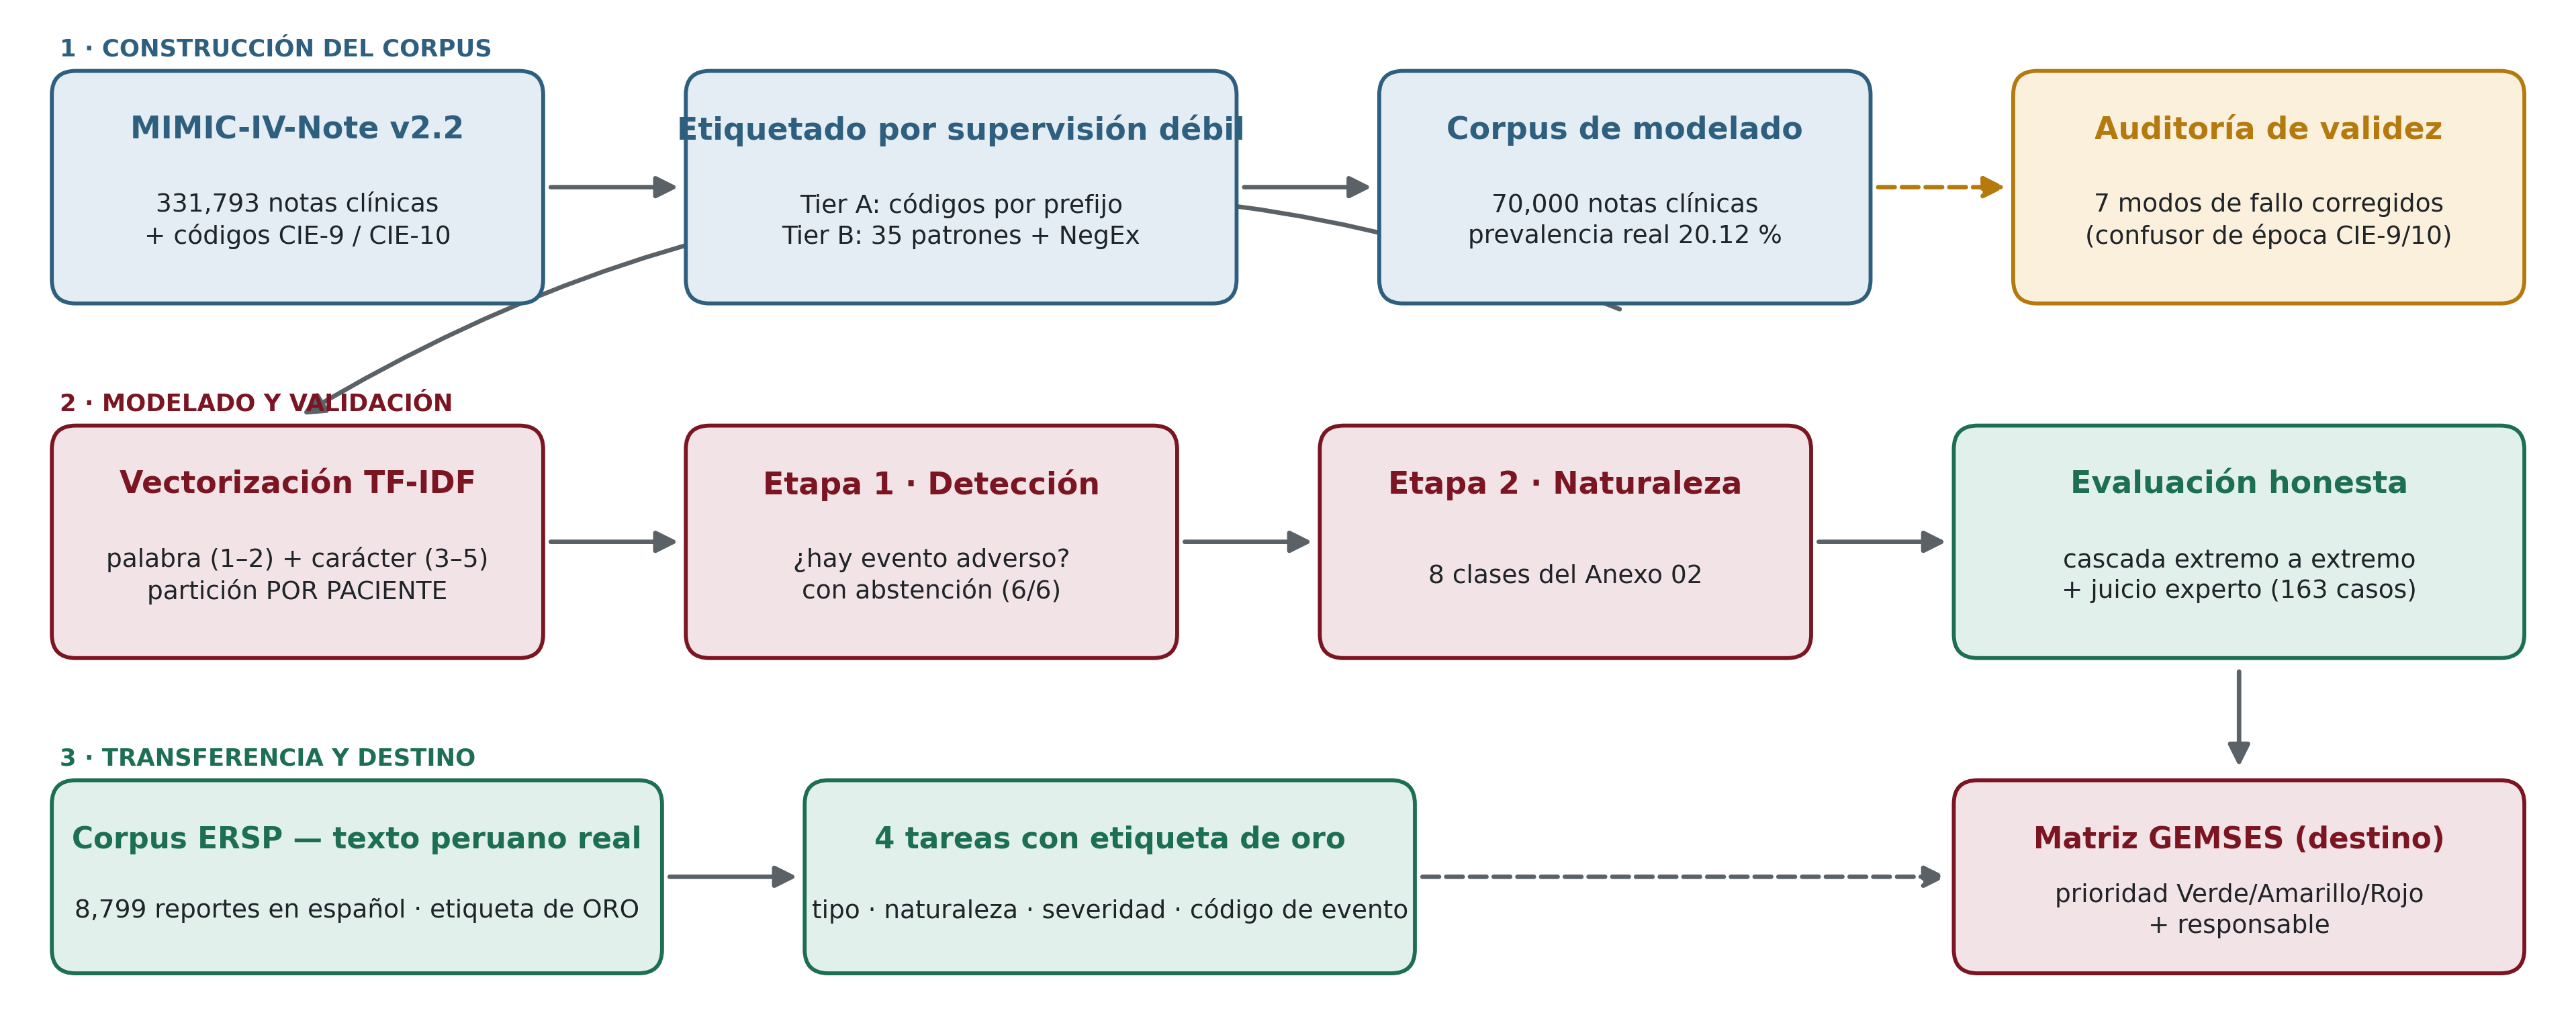 1 · CONSTRUCCIÓN DEL CORPUS
MIMIC-IV-Note v2.2
331,793 notas clínicas
+ códigos CIE-9 / CIE-10
Etiquetado por supervisión débil
Tier A: códigos por prefijo
Tier B: 35 patrones + NegEx
Corpus de modelado
70,000 notas clínicas
prevalencia real 20.12 %
Auditoría de validez
7 modos de fallo corregidos
(confusor de época CIE-9/10)
2 · MODELADO Y VALIDACIÓN
Vectorización TF-IDF
palabra (1–2) + carácter (3–5)
partición POR PACIENTE
Etapa 1 · Detección
¿hay evento adverso?
con abstención (6/6)
Etapa 2 · Naturaleza
8 clases del Anexo 02
Evaluación honesta
cascada extremo a extremo
+ juicio experto (163 casos)
3 · TRANSFERENCIA Y DESTINO
Corpus ERSP — texto peruano real
8,799 reportes en español · etiqueta de ORO
4 tareas con etiqueta de oro
tipo · naturaleza · severidad · código de evento
Matriz GEMSES (destino)
prioridad Verde/Amarillo/Rojo
+ responsable